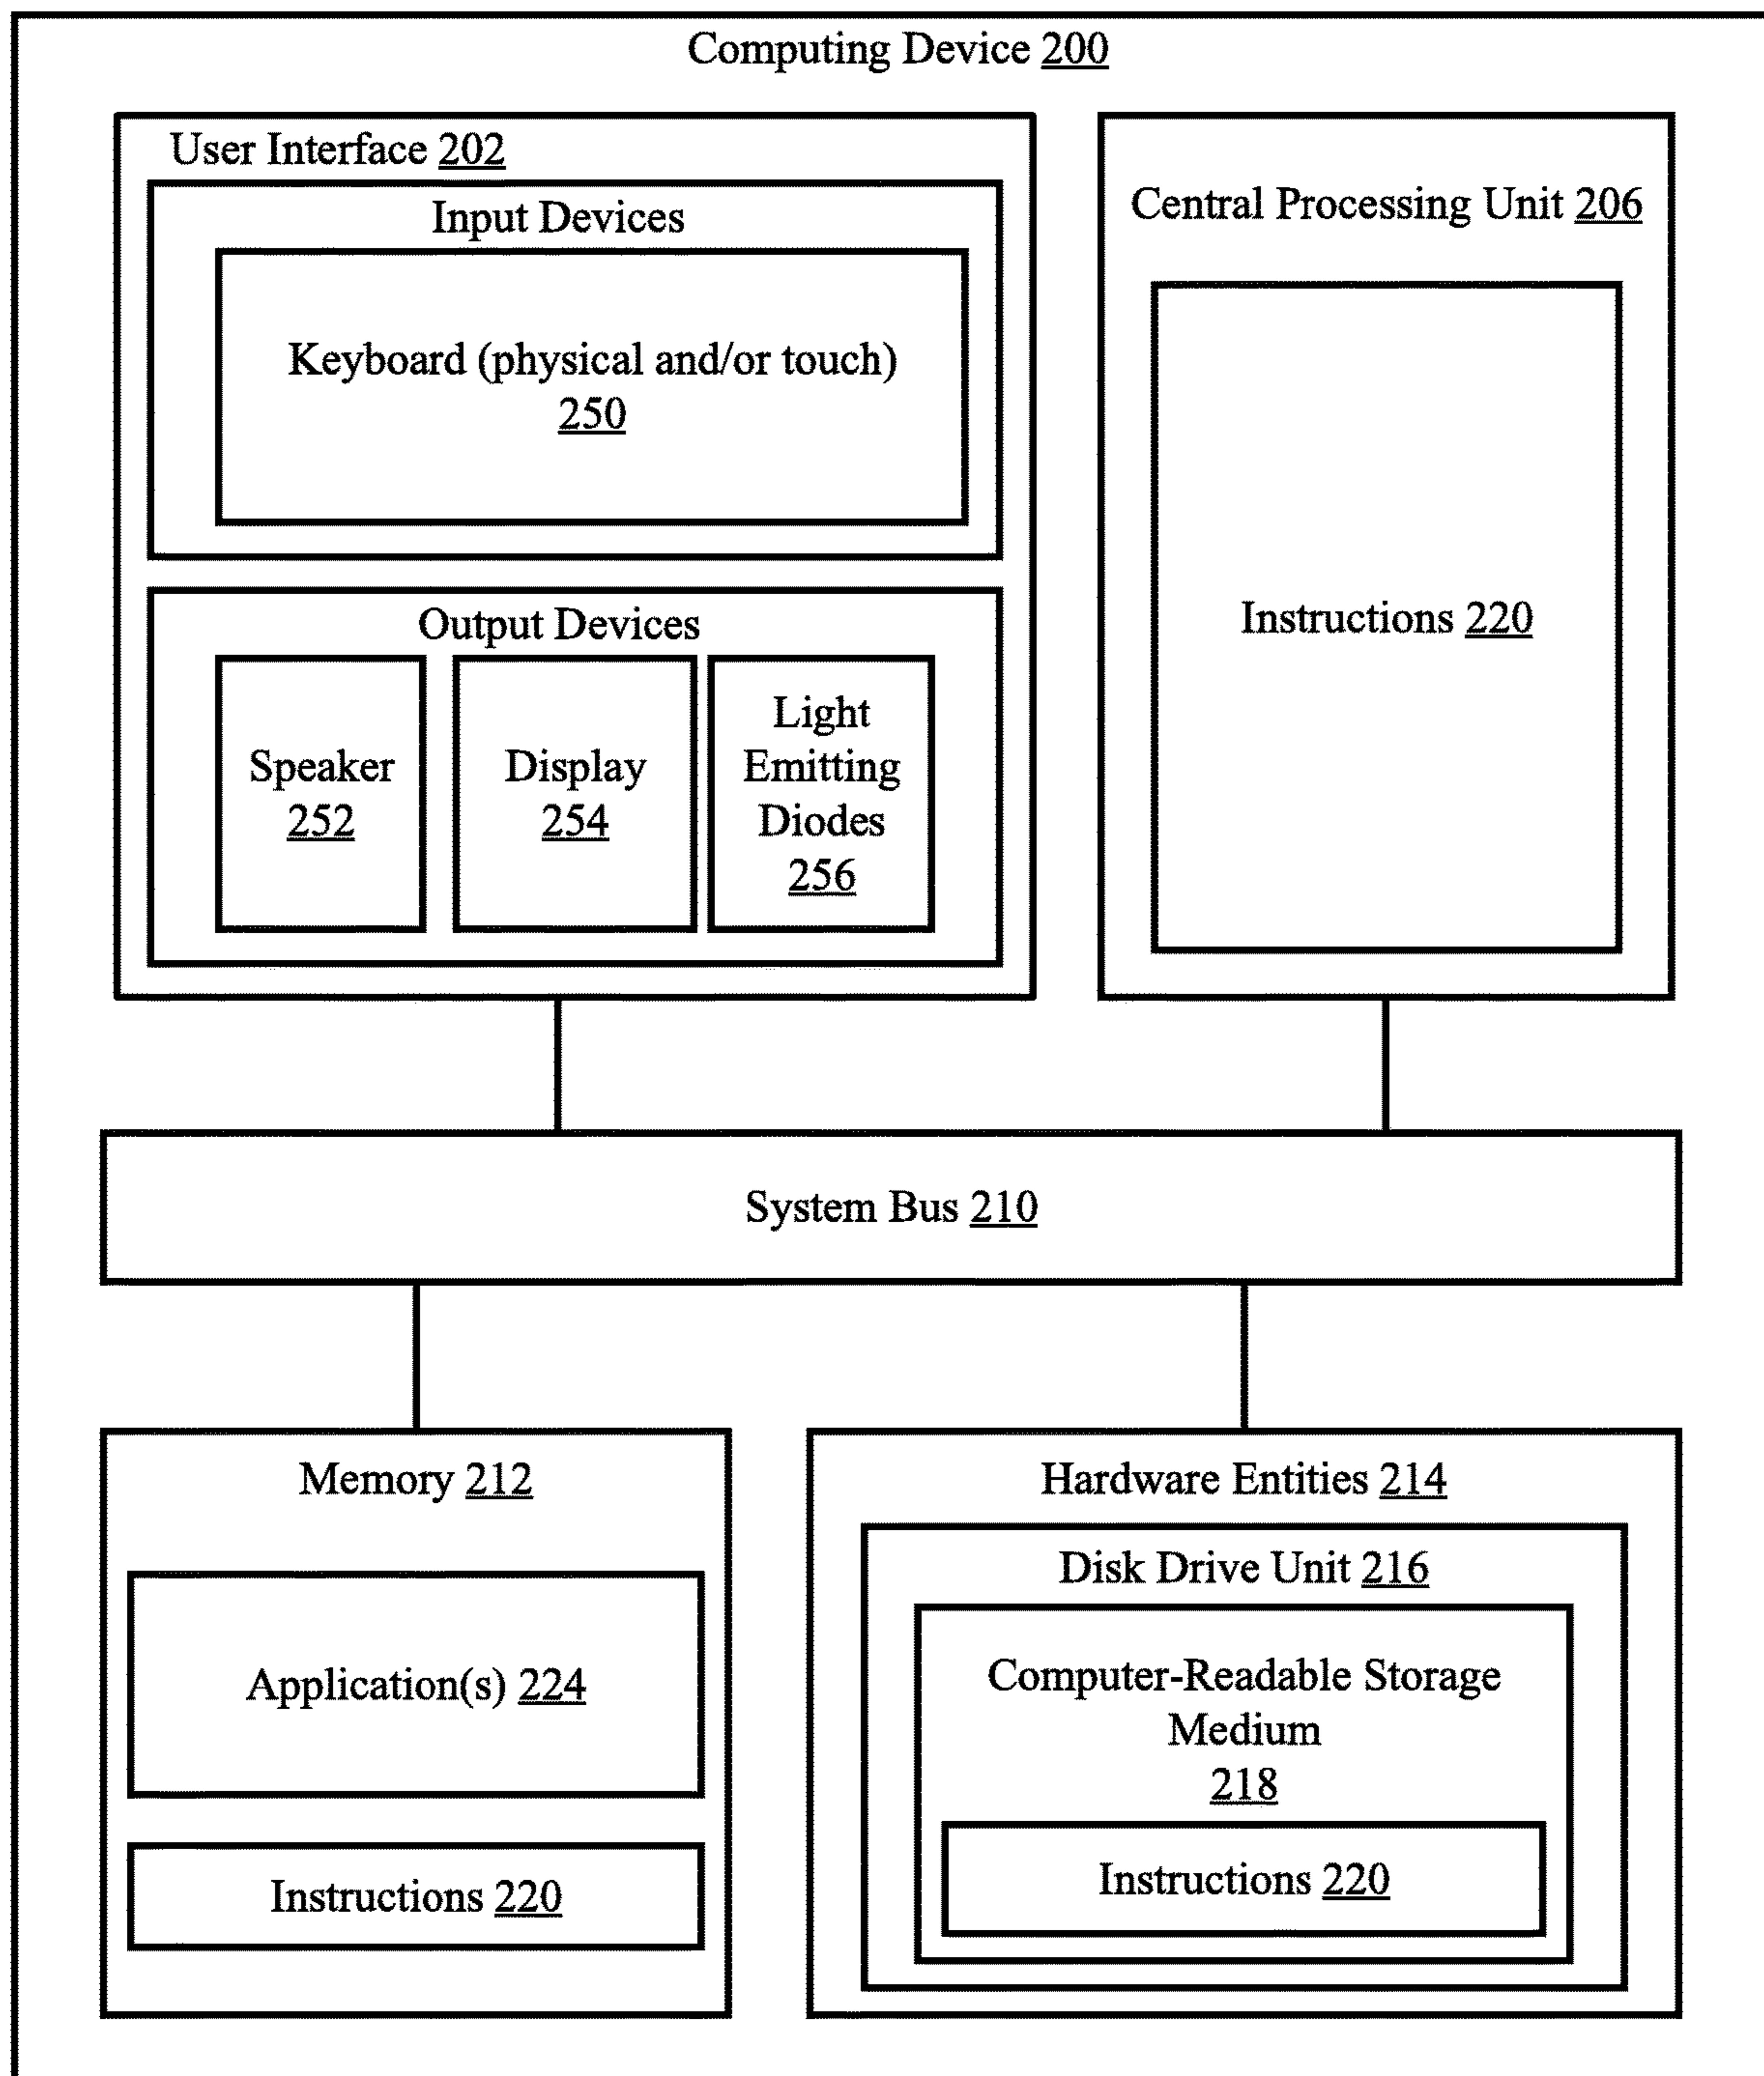 Computing Device 200
User Interface 202
Input Devices
Keyboard (physical and/or touch)
250
Output Devices
Speaker
252
Display
254
Light
Emitting
Diodes
256
Central Processing Unit 206
Instructions 220
System Bus 210
Memory 212
Application(s) 224
Instructions 220
Hardware Entities 214
Disk Drive Unit 216
Computer-Readable Storage
Medium
218
Instructions 220